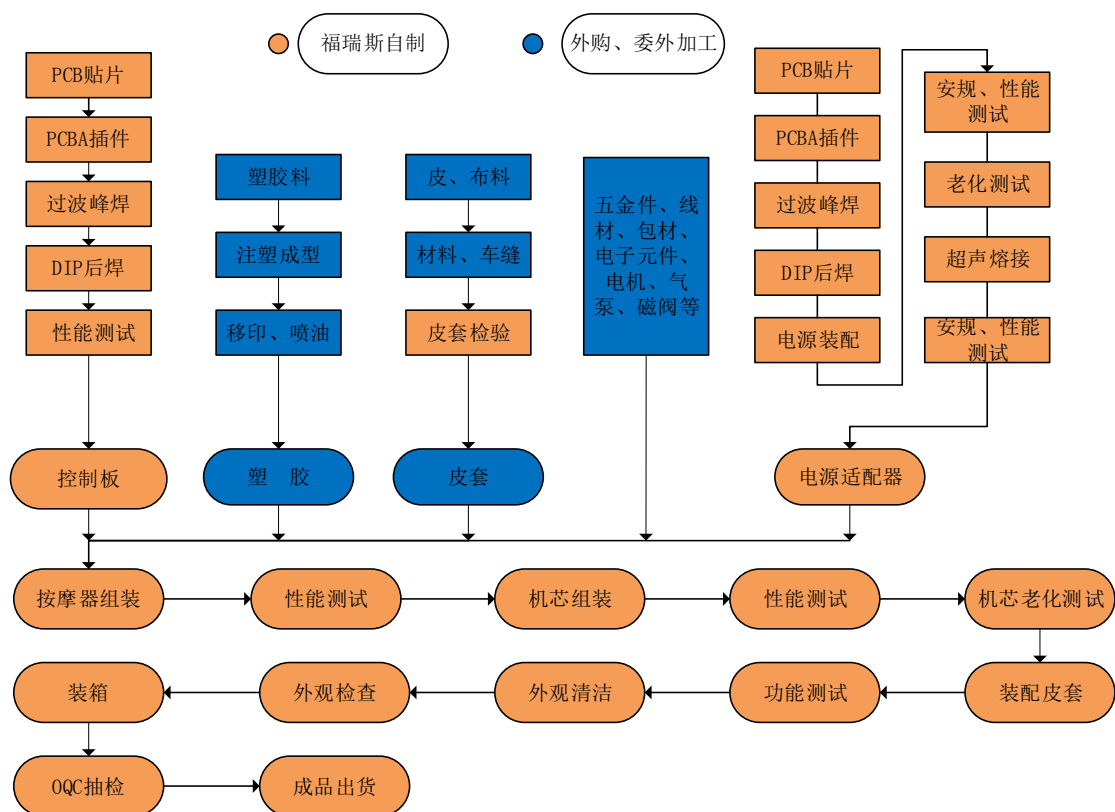 福瑞斯自制
外购、委外加工
PCB贴片
PCBA插件
过波峰焊
DIP后焊
性能测试
控制板
塑胶料
注塑成型
移印、喷油
塑 胶
皮、布料
材料、车缝
皮套检验
皮套
五金件、线
材、包材、
电子元件、
电机、气
泵、磁阀等
PCB贴片
PCBA插件
过波峰焊
DIP后焊
电源装配
安规、性能
测试
老化测试
超声熔接
安规、性能
测试
电源适配器
按摩器组装
性能测试
机芯组装
性能测试
机芯老化测试
装配皮套
功能测试
外观清洁
外观检查
装箱
OQC抽检
成品出货